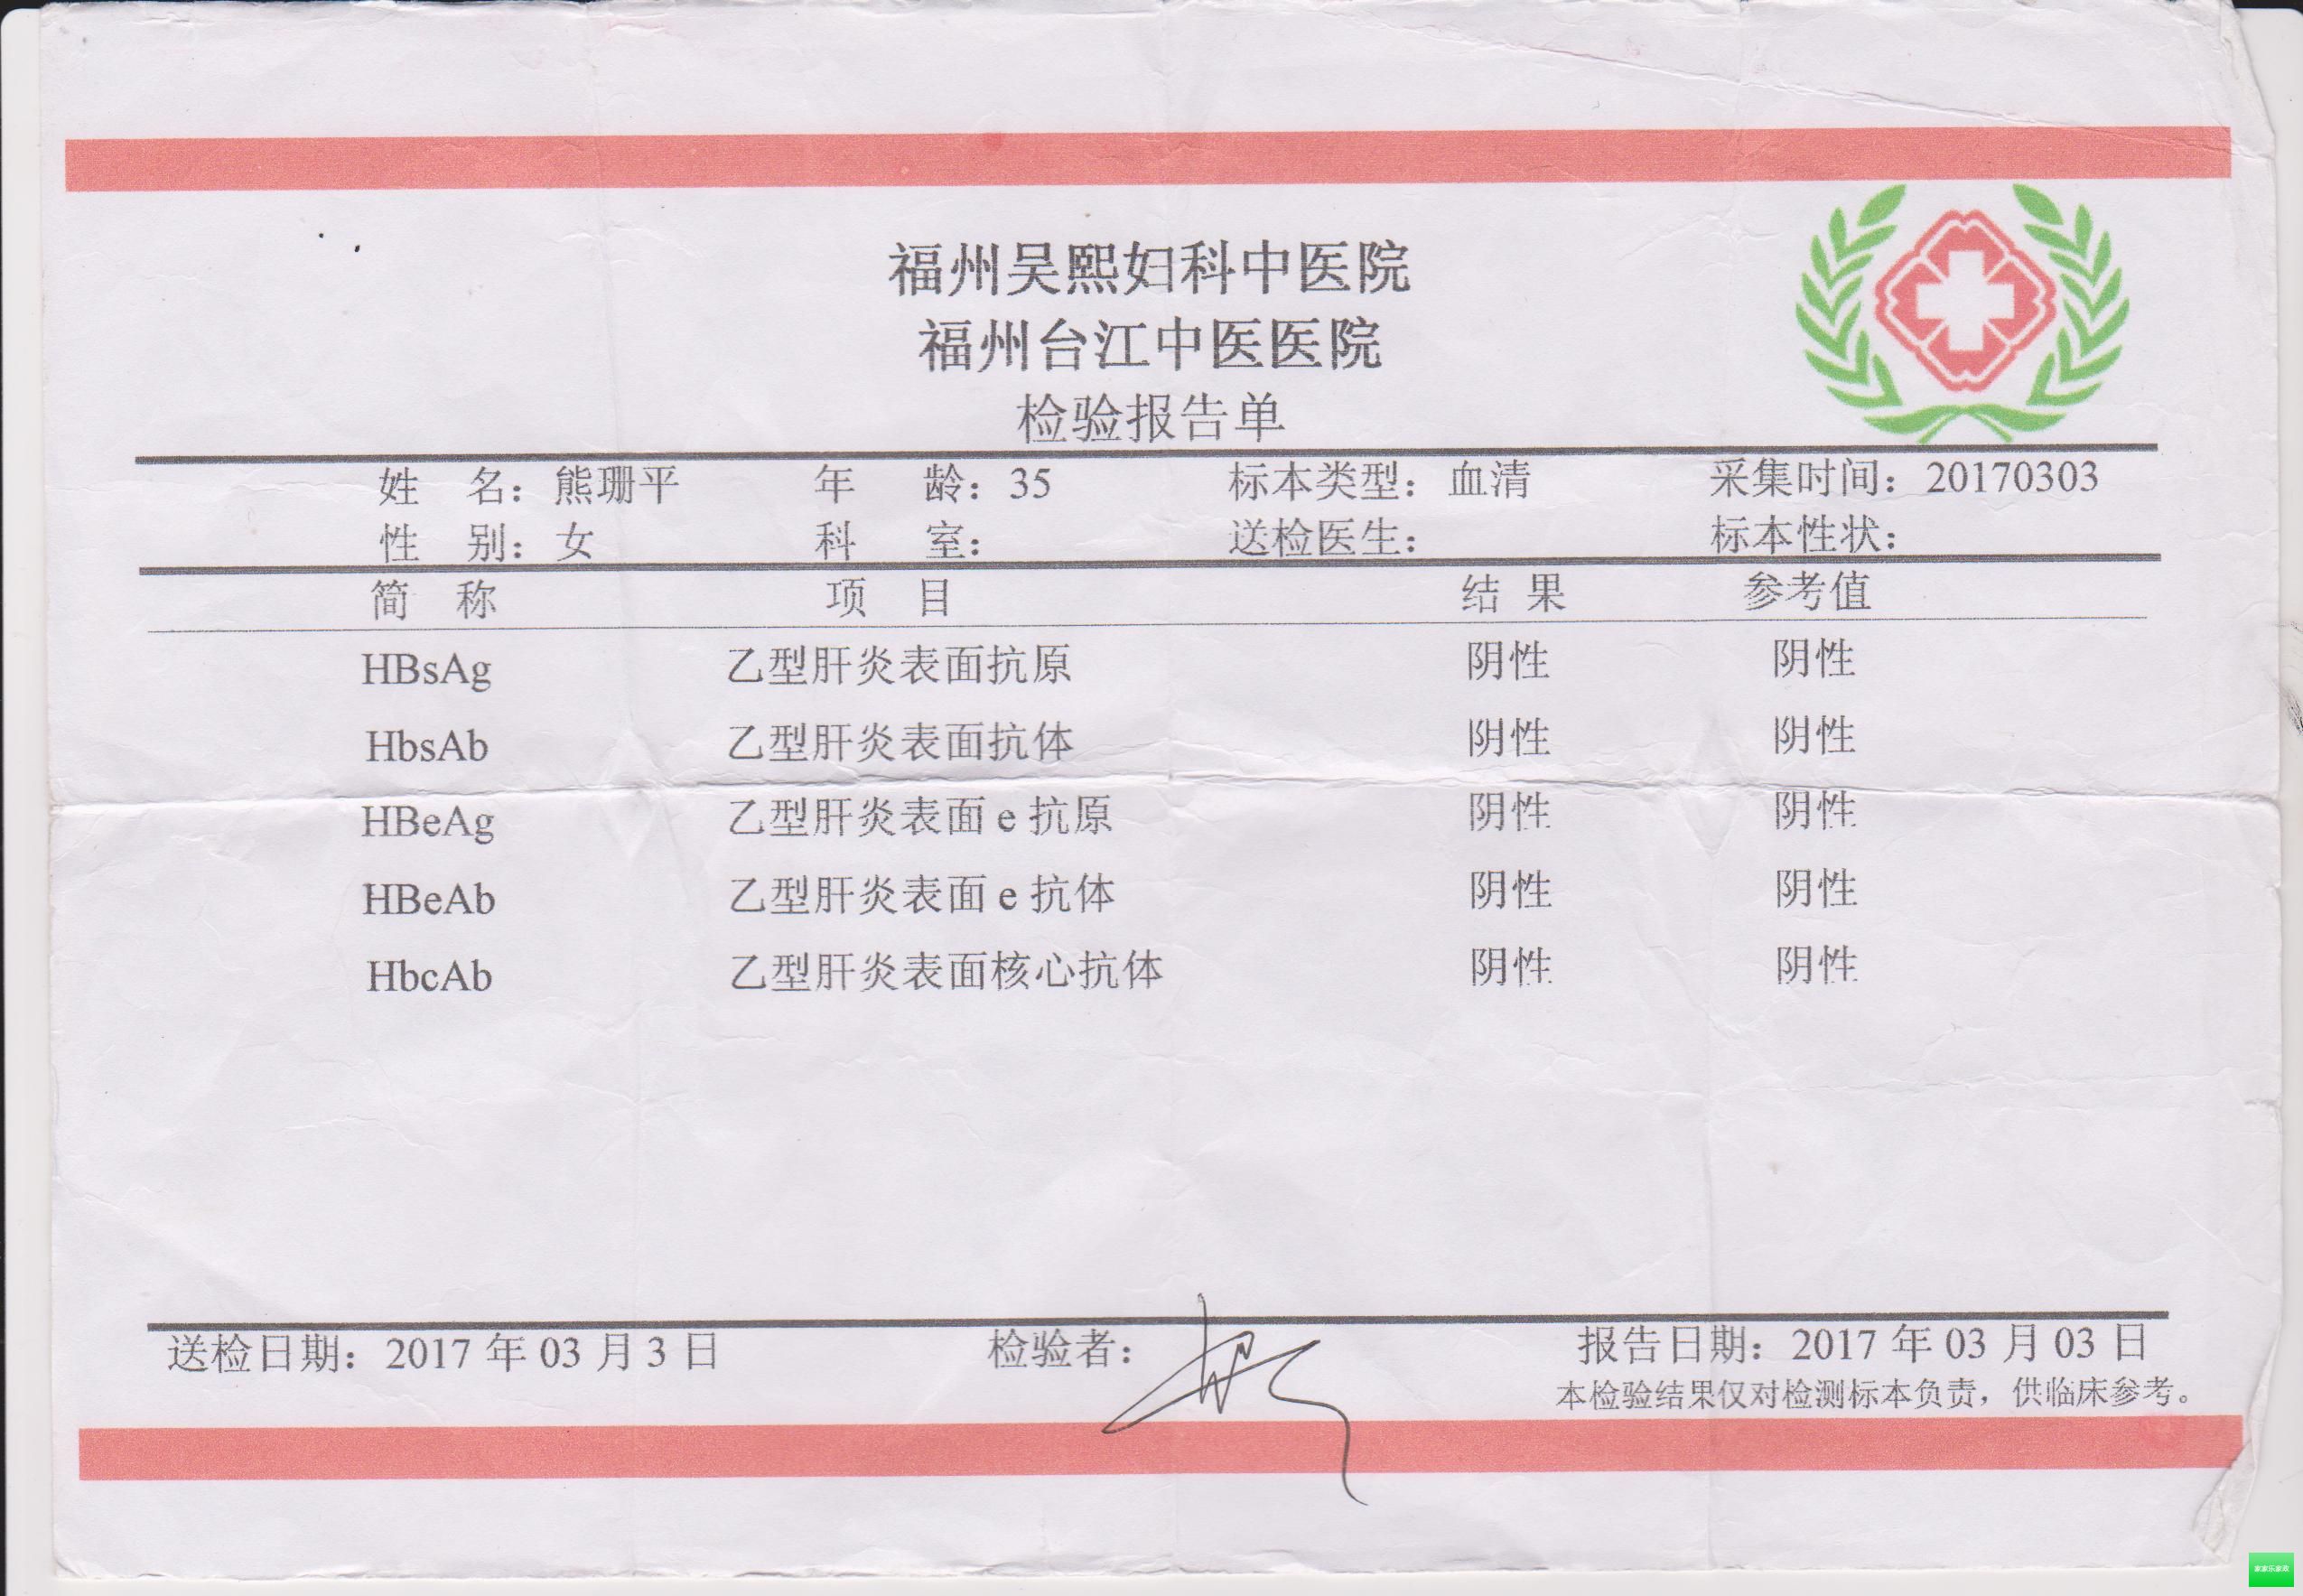 福州吴熙妇科中医院
福州台江中医医院
检验报告单
姓 名：熊珊平 年 龄：35 标本类型：血清 采集时间：20170303
性 别：女 科 室： 送检医生： 标本性状：
简 称 项 目 结 果 参考值
HBsAg 乙型肝炎表面抗原 阴性 阴性
HbsAb 乙型肝炎表面抗体 阴性 阴性
HBeAg 乙型肝炎表面 e 抗原 阴性 阴性
HBeAb 乙型肝炎表面 e 抗体 阴性 阴性
HbcAb 乙型肝炎表面核心抗体 阴性 阴性
送检日期：2017 年 03 月 3 日 检验者： 报告日期：2017 年 03 月 03 日
本检验结果仅对检测标本负责，供临床参考。
家家乐家政